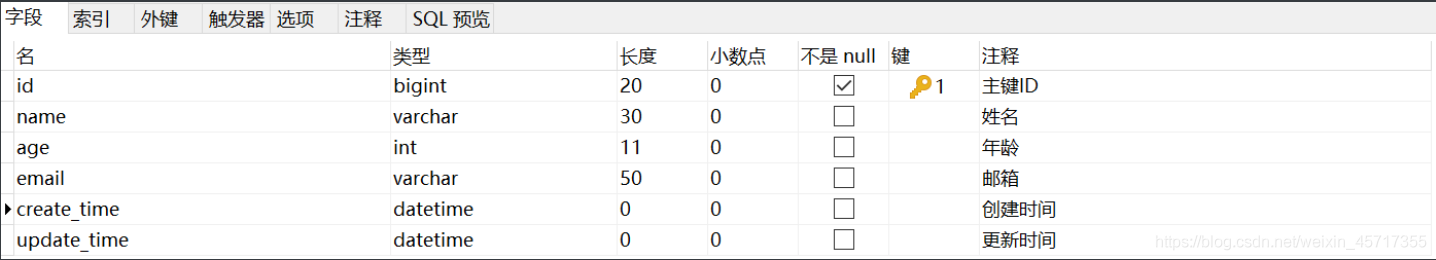 字段 索引 外键 触发器 选项 注释 SQL 预览
名 类型 长度 小数点 不是 null 键 注释
id bigint 20 0 1 主键ID
name varchar 30 0 姓名
age int 11 0 年龄
email varchar 50 0 邮箱
create_time datetime 0 0 创建时间
update_time datetime 0 0 更新时间
https://blog.csdn.net/weixin_45717355